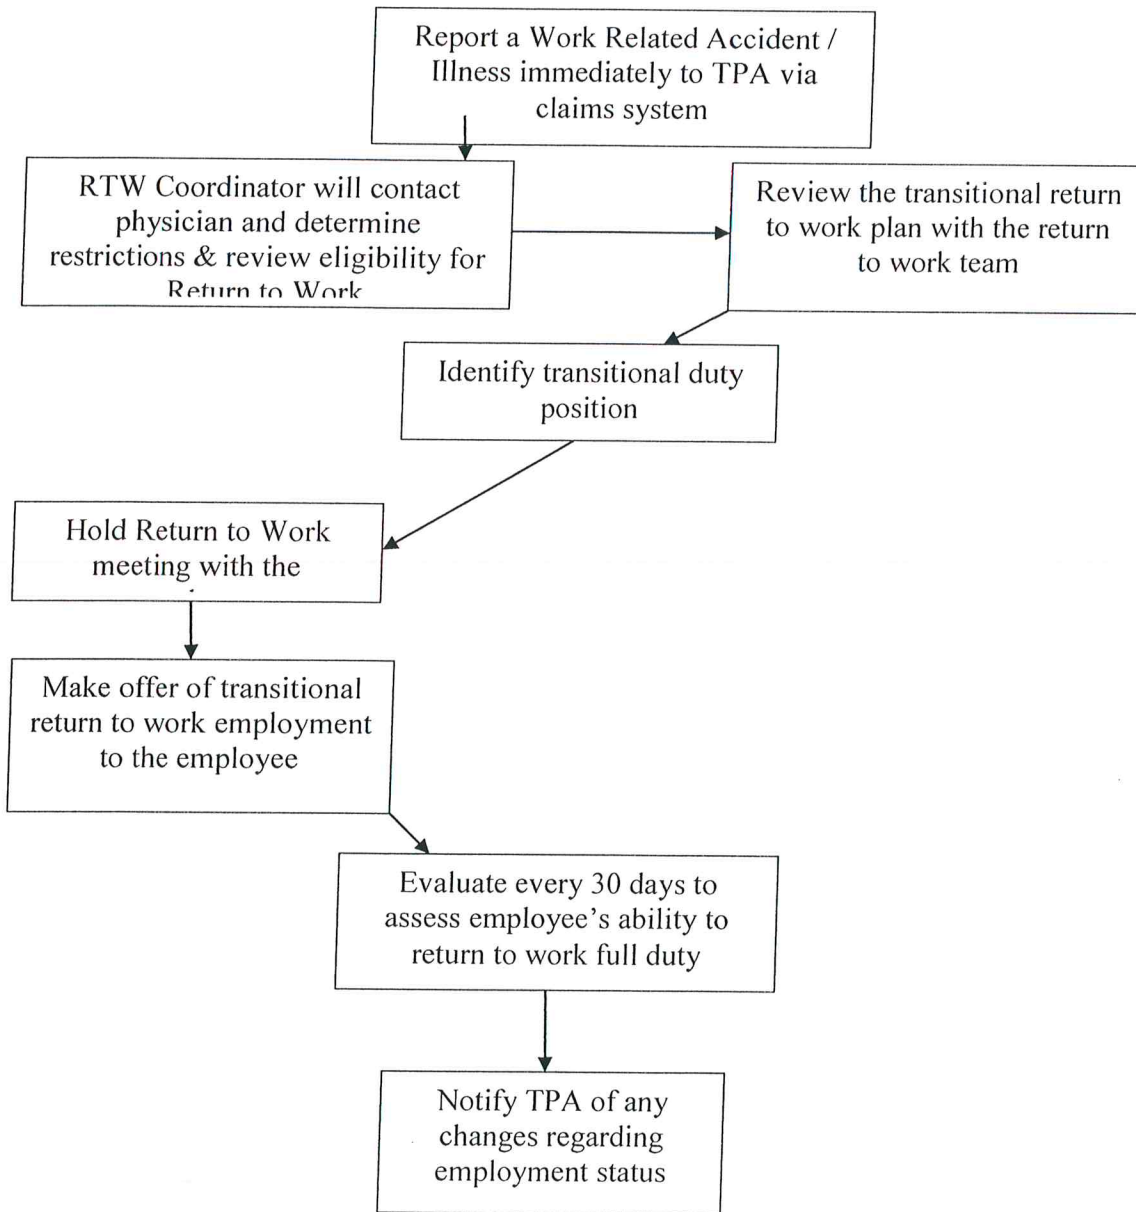 Report a Work Related Accident /
Illness immediately to TPA via
claims system
RTW Coordinator will contact
physician and determine
restrictions & review eligibility for
Return to Work
Review the transitional return
to work plan with the return
to work team
Identify transitional duty
position
Hold Return to Work
meeting with the
Make offer of transitional
return to work employment
to the employee
Evaluate every 30 days to
assess employee’s ability to
return to work full duty
Notify TPA of any
changes regarding
employment status